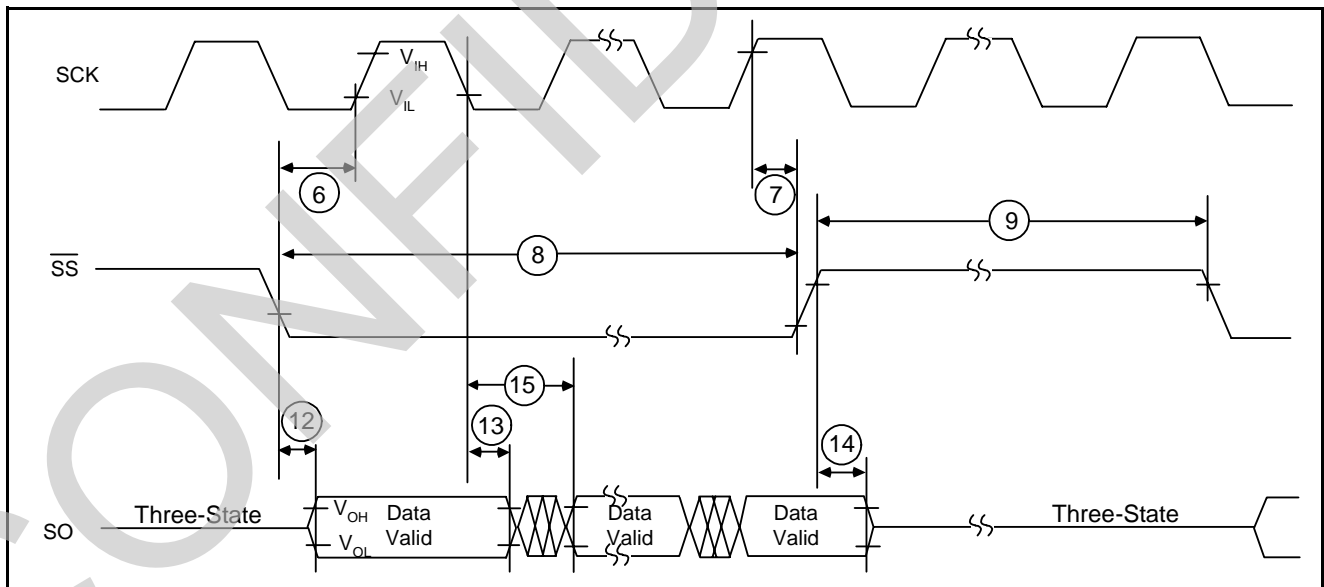 SCK
V_IH
V_IL
6
7
8
9
SS
15
12
13
14
SO
Three-State
V_OH
V_OL
Data
Valid
Data
Valid
Data
Valid
Three-State
CONFID